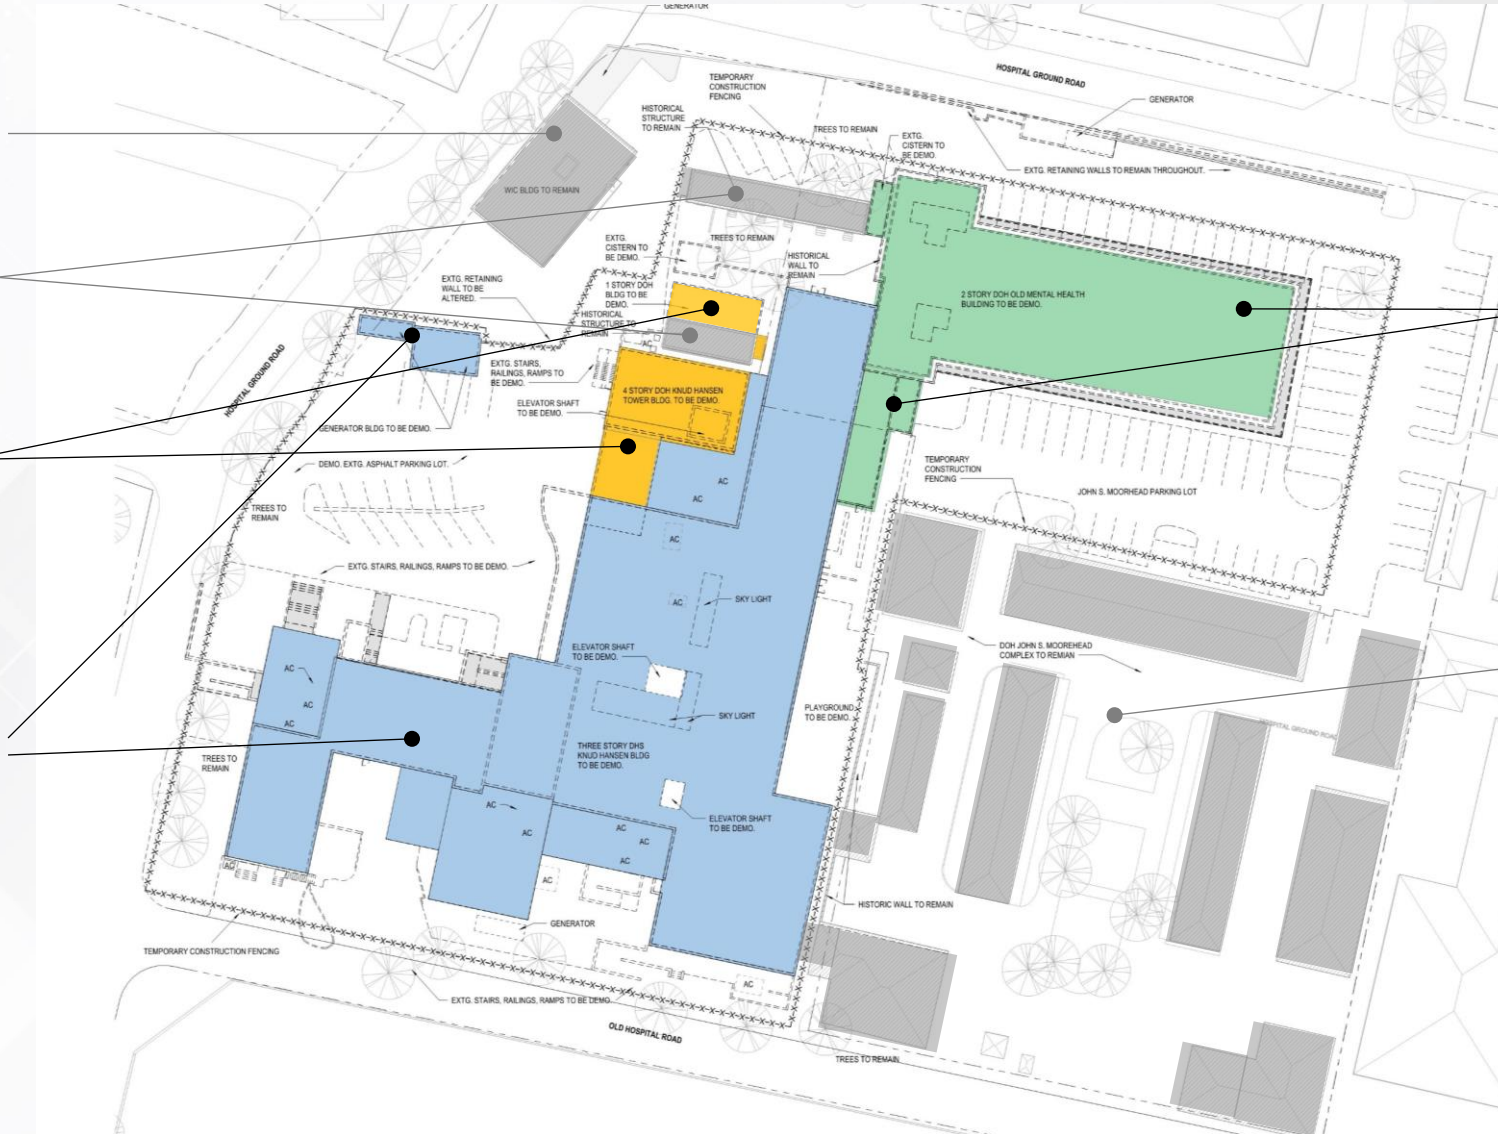 GENERATOR
HOSPITAL GROUND ROAD
TEMPORARY
CONSTRUCTION
FENCING
GENERATOR
HISTORICAL
STRUCTURE
TO REMAIN
TREES TO REMAIN
EXTG.
CISTERN TO
BE DEMO.
EXTG. RETAINING WALLS TO REMAIN THROUGHOUT.
WIC BLDG TO REMAIN
EXTG.
CISTERN TO
BE DEMO.
TREES TO REMAIN
HISTORICAL
WALL TO
REMAIN
EXTG. RETAINING
WALL TO BE
ALTERED.
1 STORY DOH
BLDG TO BE
DEMO.
HISTORICAL
STRUCTURE TO
REMAIN
AC
2 STORY DOH OLD MENTAL HEALTH
BUILDING TO BE DEMO.
HOSPITAL GROUND ROAD
EXTG. STAIRS,
RAILINGS, RAMPS TO
BE DEMO.
4 STORY DOH KNUD HANSEN
TOWER BLDG. TO BE DEMO.
ELEVATOR SHAFT
TO BE DEMO.
GENERATOR BLDG TO BE DEMO.
DEMO. EXTG. ASPHALT PARKING LOT.
TEMPORARY
CONSTRUCTION
FENCING
JOHN S. MOORHEAD PARKING LOT
AC
AC
TREES TO
REMAIN
AC
EXTG. STAIRS, RAILINGS, RAMPS TO BE DEMO.
AC
SKY LIGHT
ELEVATOR SHAFT
TO BE DEMO.
DOH JOHN S. MOOREHEAD
COMPLEX TO REMIAN
AC
AC
AC
SKY LIGHT
PLAYGROUND
TO BE DEMO.
HOSPITAL GROUND ROAD
THREE STORY DHS
KNUD HANSEN BLDG
TO BE DEMO.
TREES TO
REMAIN
AC
AC
AC
AC
AC
ELEVATOR SHAFT
TO BE DEMO.
AC
AC
HISTORIC WALL TO REMAIN
GENERATOR
TEMPORARY CONSTRUCTION FENCING
AC
EXTG. STAIRS, RAILINGS, RAMPS TO BE DEMO.
OLD HOSPITAL ROAD
TREES TO REMAIN